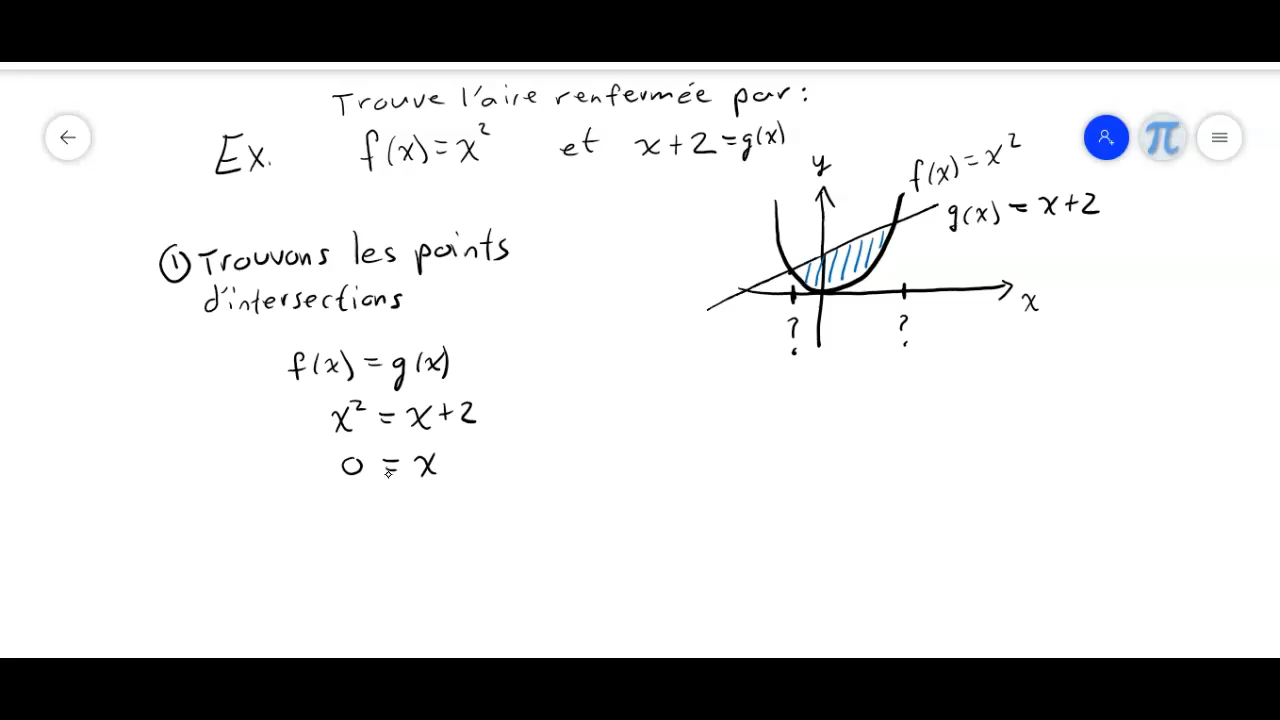 Trouve l'aire renfermée par:
Ex. f(x)=x² et x+2=g(x)
y
f(x)=x²
g(x) = x+2
① Trouvons les points
d'intersections
x
? ?
f(x) = g(x)
x² = x+2
0 = x
π